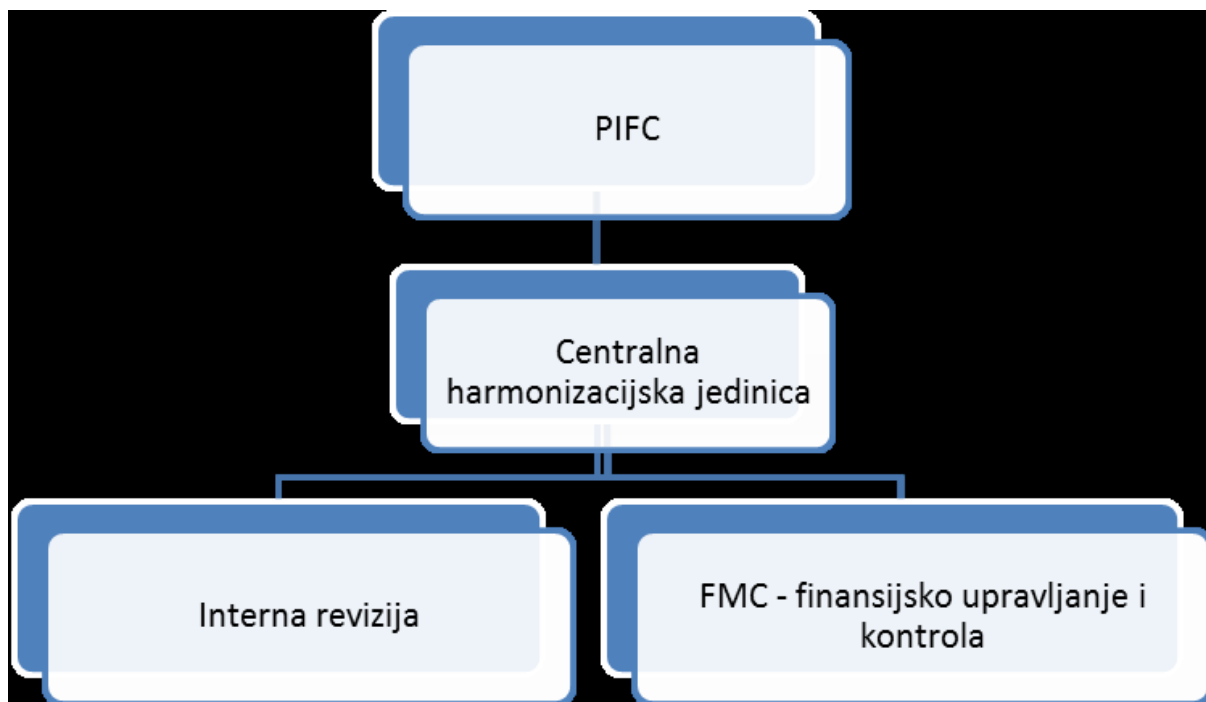 PIFC
Centralna
harmonizacijska jedinica
Interna revizija
FMC - finansijsko upravljanje i
kontrola